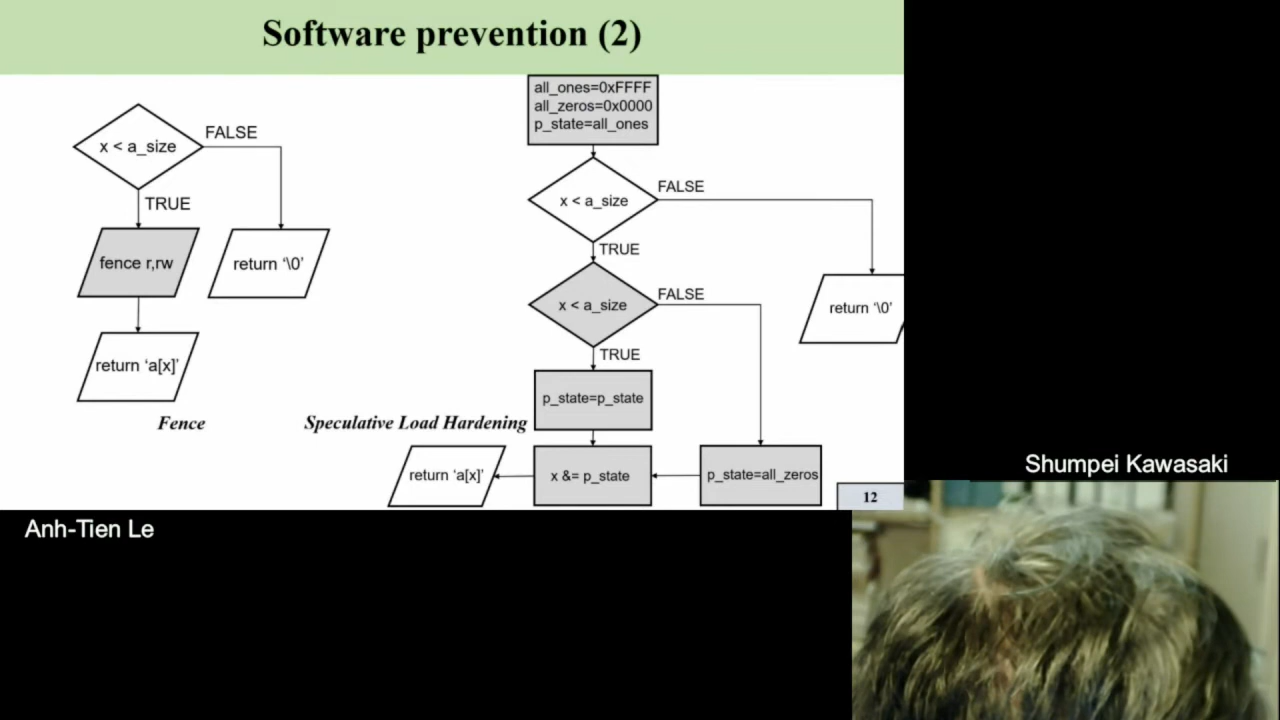 Software prevention (2)
x < a_size
FALSE
TRUE
fence r,rw
return ‘\0’
return ‘a[x]’
Fence
all_ones=0xFFFF
all_zeros=0x0000
p_state=all_ones
x < a_size
FALSE
TRUE
x < a_size
FALSE
return ‘\0’
TRUE
p_state=p_state
Speculative Load Hardening
return ‘a[x]’
x &= p_state
p_state=all_zeros
12
Shumpei Kawasaki
Anh-Tien Le